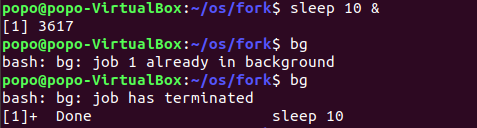 popo@popo-VirtualBox:~/os/fork$ sleep 10 &
[1] 3617
popo@popo-VirtualBox:~/os/fork$ bg
bash: bg: job 1 already in background
popo@popo-VirtualBox:~/os/fork$ bg
bash: bg: job has terminated
[1]+  Done                    sleep 10